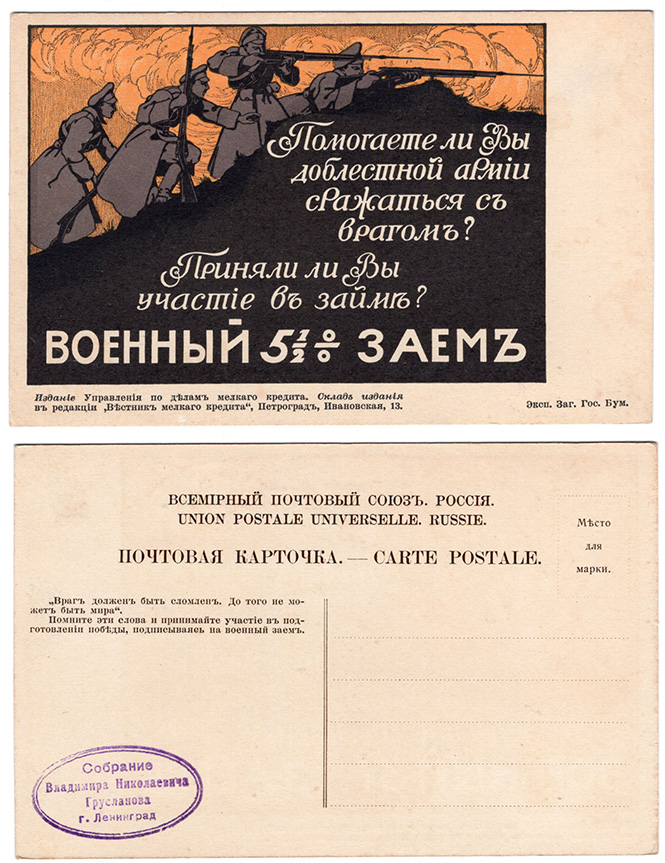 Помогаете ли Вы
доблестной арміи
сражаться съ
врагомъ?
Приняли ли Вы
участіе въ займѣ?
ВОЕННЫЙ 5½% ЗАЕМЪ
Изданіе Управленія по дѣламъ мелкаго кредита. Складъ изданія
въ редакціи „Вѣстник мелкаго кредита“, Петроградъ, Ивановская, 13.
Эксп. Заг. Гос. Бум.
ВСЕМІРНЫЙ ПОЧТОВЫЙ СОЮЗЪ. РОССІЯ.
UNION POSTALE UNIVERSELLE. RUSSIE.
ПОЧТОВАЯ КАРТОЧКА. — CARTE POSTALE.
Мѣсто
для
марки.
„Врагъ долженъ быть сломленъ. До того не мо-
жетъ быть мира“.
Помните эти слова и принимайте участіе въ под-
готовленіи побѣды, подписываясь на военный заемъ.
Собрание
Владимира Николаевича
Грусланова
г. Ленинград